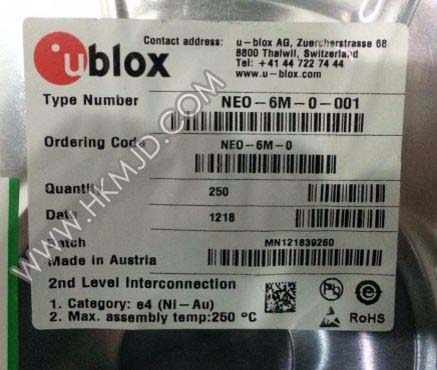 ublox
Contact address: u-blox AG, Zuercherstrasse 68
8800 Thalwil, Switzerland
Tel: +41 44 722 7 44
www.u-blox.com
Type Number NEO-6M-0-001
Ordering Code NEO-6M-0
Quantity 250
Date 1218
Batch MN121839260
Made in Austria
2nd Level Interconnection
1. Category: e4 (Ni-Au)
2. Max. assembly temp:250 °C
Pb
e
RoHS
WWW.HKMJD.COM